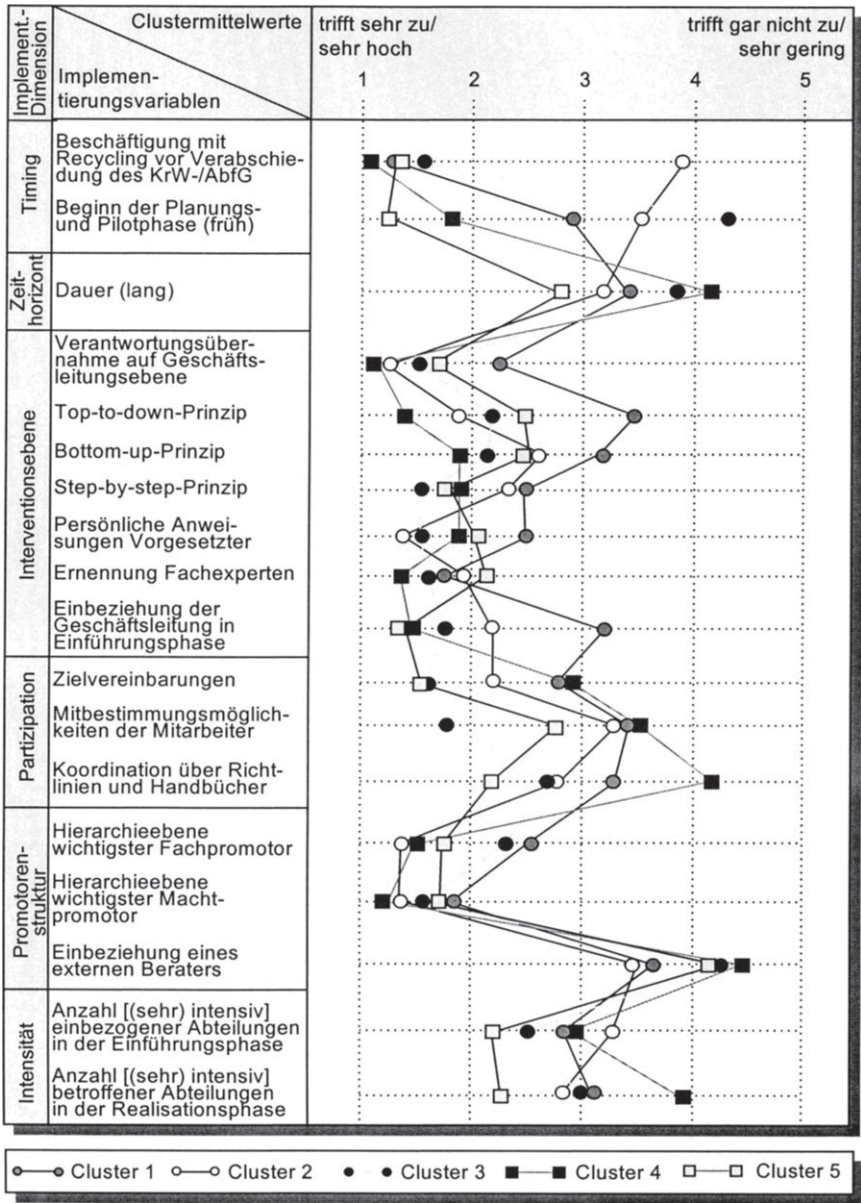 Implement.-
Dimension
Clustermittelwerte
Implemen-
tierungsvariablen
trifft sehr zu/
sehr hoch
trifft gar nicht zu/
sehr gering
1 2 3 4 5
Timing
Beschäftigung mit
Recycling vor Verabschie-
dung des KrW-/AbfG
Beginn der Planungs-
und Pilotphase (früh)
Zeit-
horizont
Dauer (lang)
Interventionsebene
Verantwortungsüber-
nahme auf Geschäfts-
leitungsebene
Top-to-down-Prinzip
Bottom-up-Prinzip
Step-by-step-Prinzip
Persönliche Anwei-
sungen Vorgesetzter
Ernennung Fachexperten
Einbeziehung der
Geschäftsleitung in
Einführungsphase
Partizipation
Zielvereinbarungen
Mitbestimmungsmöglich-
keiten der Mitarbeiter
Koordination über Richt-
linien und Handbücher
Promotoren-
struktur
Hierarchieebene
wichtigster Fachpromotor
Hierarchieebene
wichtigster Macht-
promotor
Einbeziehung eines
externen Beraters
Intensität
Anzahl [(sehr) intensiv]
einbezogener Abteilungen
in der Einführungsphase
Anzahl [(sehr) intensiv]
betroffener Abteilungen
in der Realisationsphase
Cluster 1 Cluster 2 Cluster 3 Cluster 4 Cluster 5